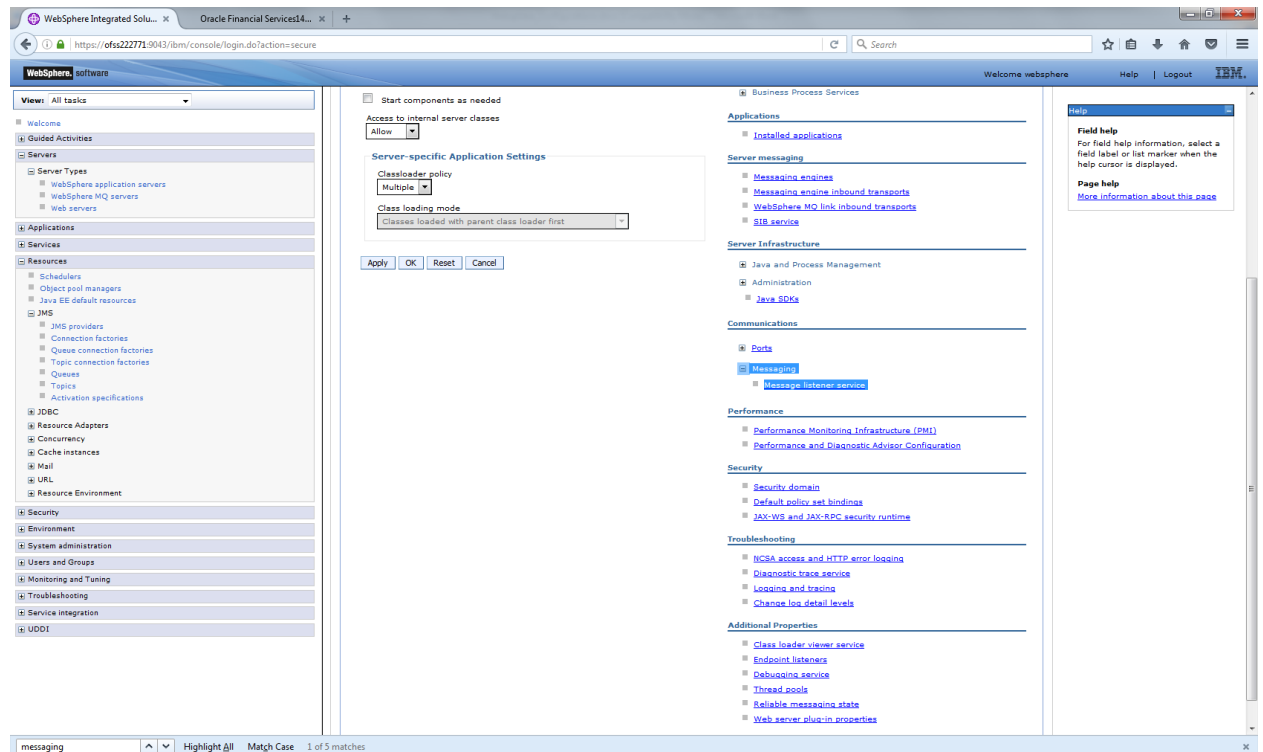 WebSphere Integrated Solu... ×
Oracle Financial Services14... ×
+
https://ofss222771:9043/ibm/console/login.do?action=secure
Search
WebSphere. software
Welcome websphere
Help | Logout
IBM.
View: All tasks
Welcome
Guided Activities
Servers
Server Types
WebSphere application servers
WebSphere MQ servers
Web servers
Applications
Services
Resources
Schedulers
Object pool managers
Java EE default resources
JMS
JMS providers
Connection factories
Queue connection factories
Topic connection factories
Queues
Topics
Activation specifications
JDBC
Resource Adapters
Concurrency
Cache instances
Mail
URL
Resource Environment
Security
Environment
System administration
Users and Groups
Monitoring and Tuning
Troubleshooting
Service integration
UDDI
Start components as needed
Access to internal server classes
Allow
Server-specific Application Settings
Classloader policy
Multiple
Class loading mode
Classes loaded with parent class loader first
Apply OK Reset Cancel
Business Process Services
Applications
Installed applications
Server messaging
Messaging engines
Messaging engine inbound transports
WebSphere MQ link inbound transports
SIB service
Server Infrastructure
Java and Process Management
Administration
Java SDKs
Communications
Ports
Messaging
Message listener service
Performance
Performance Monitoring Infrastructure (PMI)
Performance and Diagnostic Advisor Configuration
Security
Security domain
Default policy set bindings
JAX-WS and JAX-RPC security runtime
Troubleshooting
NCSA access and HTTP error logging
Diagnostic trace service
Logging and tracing
Change log detail levels
Additional Properties
Class loader viewer service
Endpoint listeners
Debugging service
Thread pools
Reliable messaging state
Web server plug-in properties
Help
Field help
For field help information, select a
field label or list marker when the
help cursor is displayed.
Page help
More information about this page
messaging
Highlight All Match Case 1 of 5 matches